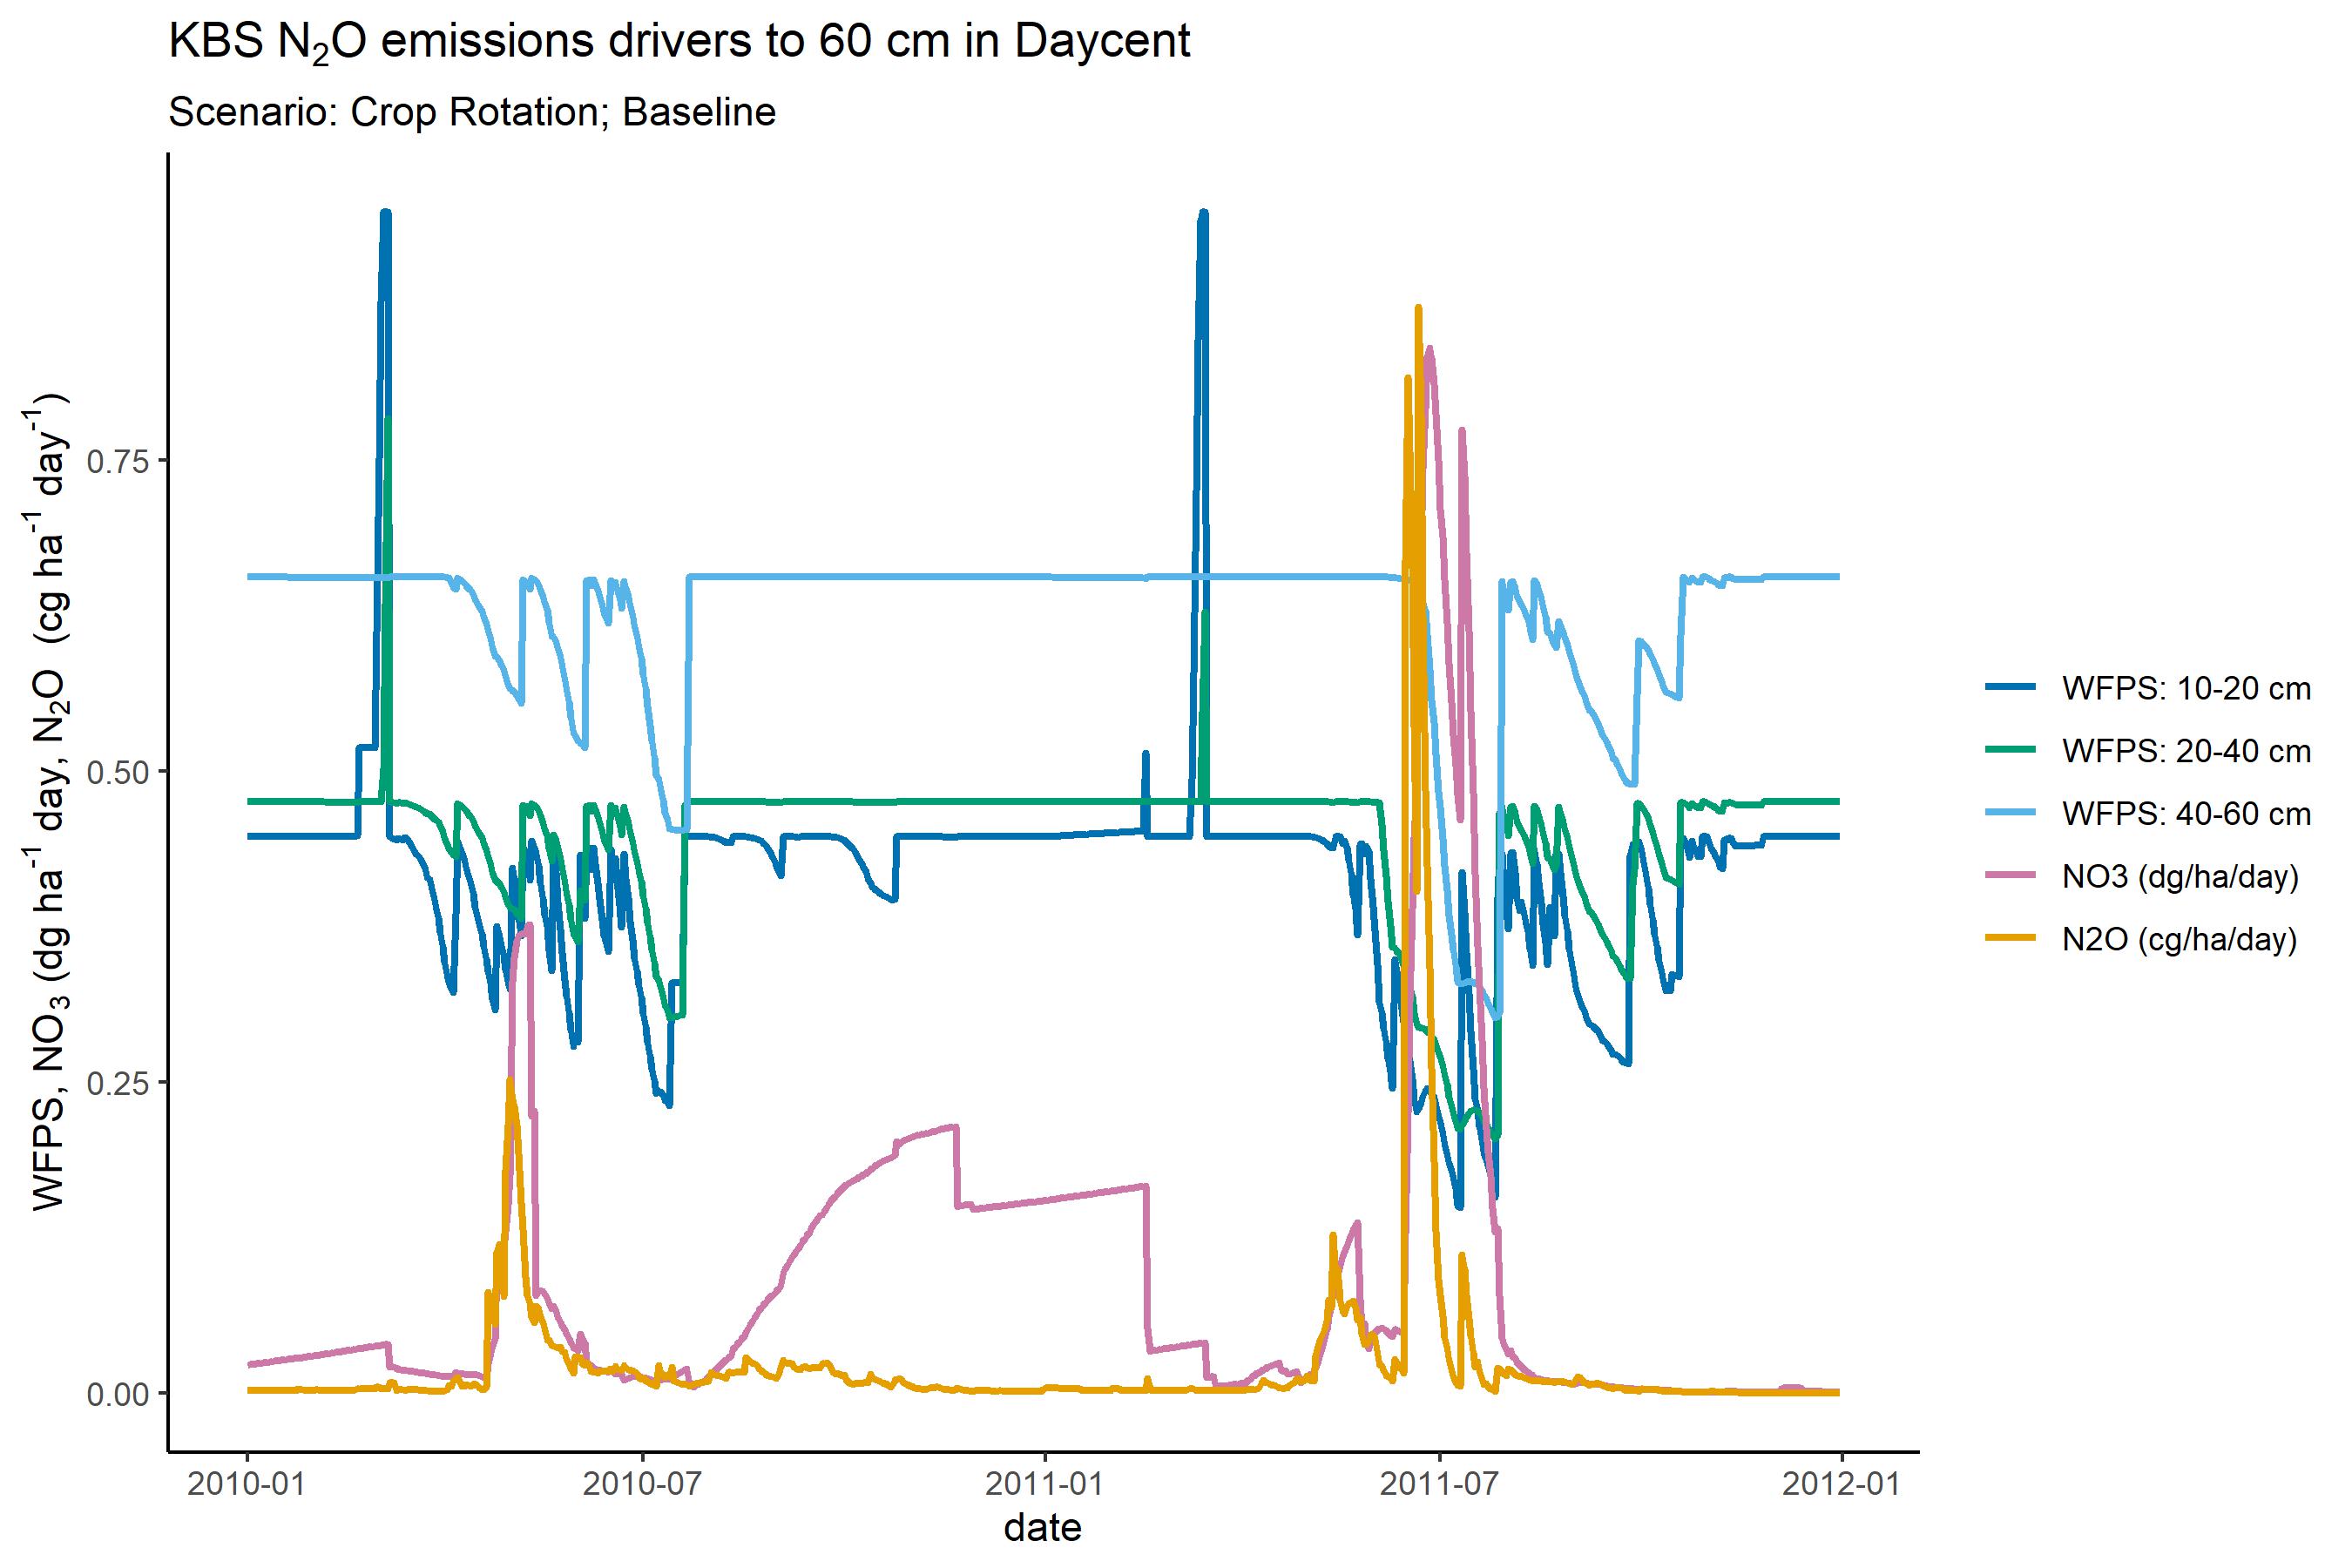 KBS N₂O emissions drivers to 60 cm in Daycent
Scenario: Crop Rotation; Baseline
WFPS, NO₃ (dg ha⁻¹ day, N₂O (cg ha⁻¹ day⁻¹)
0.75
0.50
0.25
0.00
2010-01
2010-07
2011-01
2011-07
2012-01
date
WFPS: 10-20 cm
WFPS: 20-40 cm
WFPS: 40-60 cm
NO3 (dg/ha/day)
N2O (cg/ha/day)